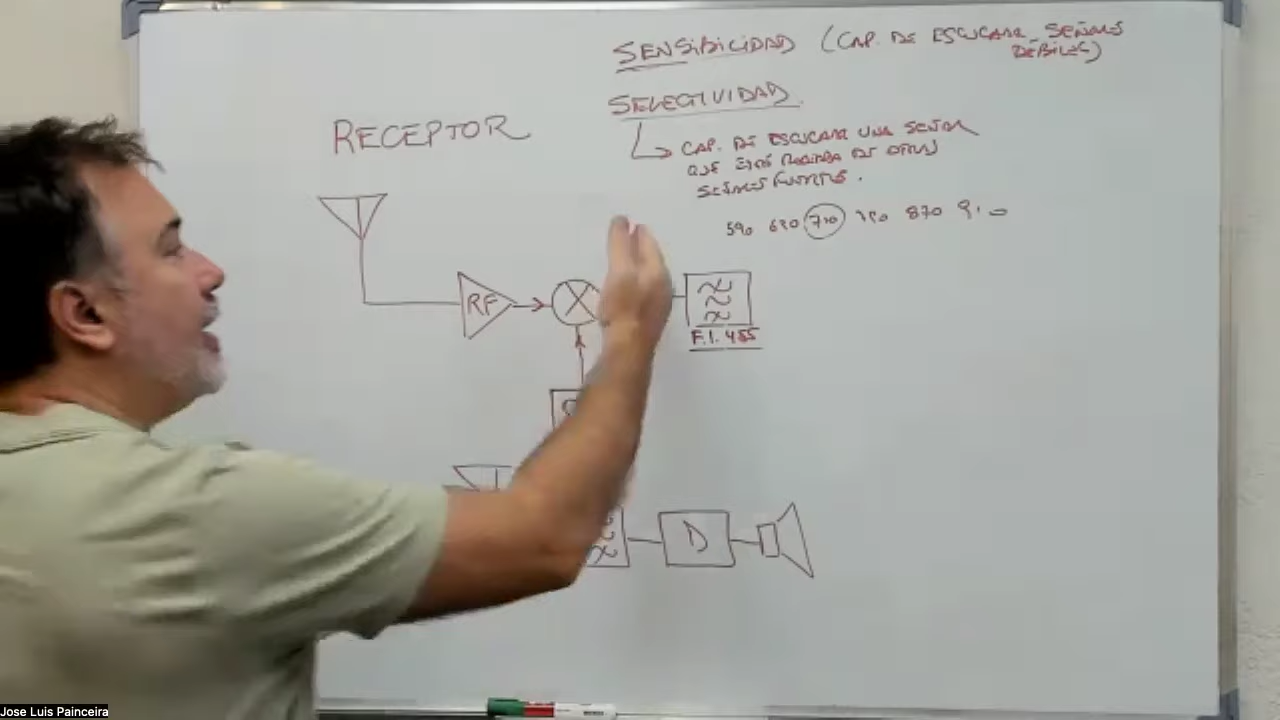 SENSIBILIDAD (CAP. DE ESCUCHAR SEÑALES
DEBILES)
SELECTIVIDAD
CAP. DE ESCUCHAR UNA SEÑAL
QUE ESTÁ RODEADA DE OTRAS
SEÑALES FUERTES.
RECEPTOR
590 630 710 870
RF
F.I. 455
D
Jose Luis Painceira